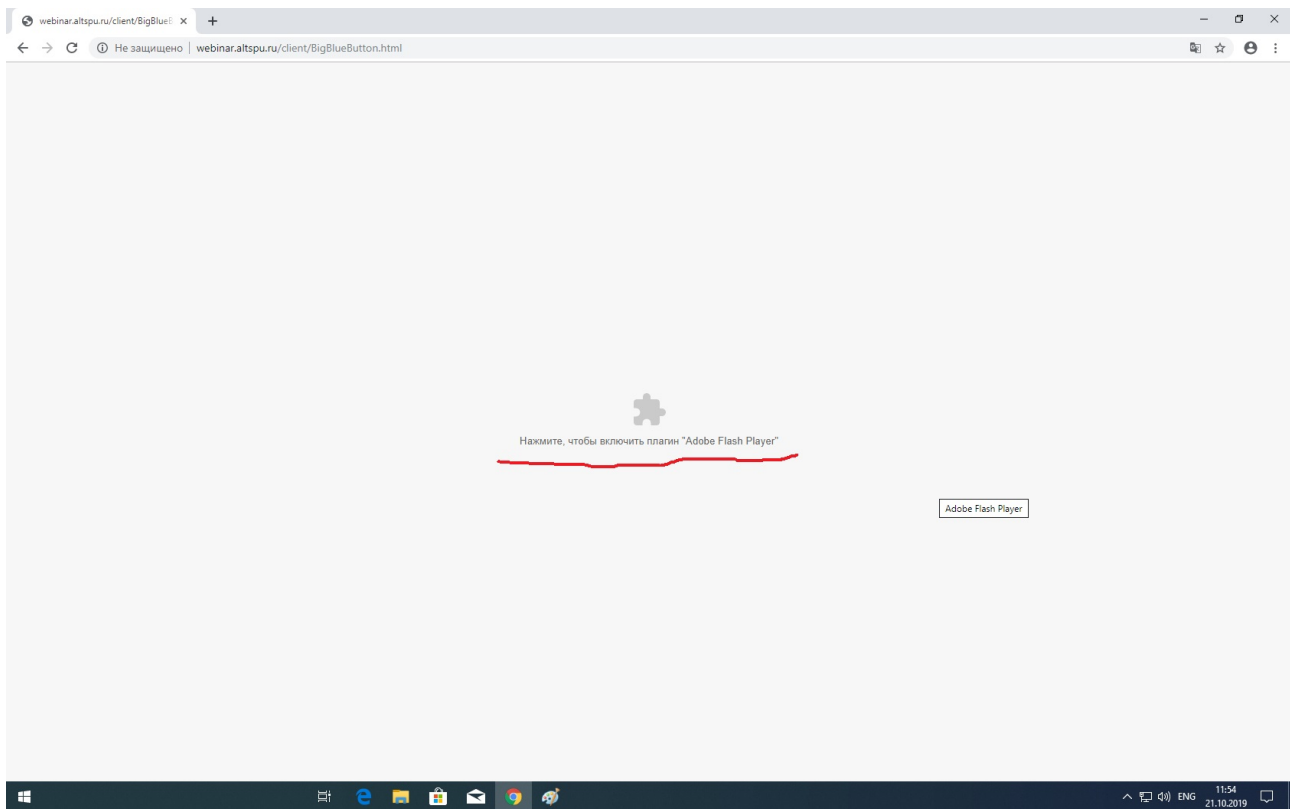 webinar.altspu.ru/client/BigBlueB
Не защищено | webinar.altspu.ru/client/BigBlueButton.html
Нажмите, чтобы включить плагин "Adobe Flash Player"
Adobe Flash Player
ENG
11:54
21.10.2019